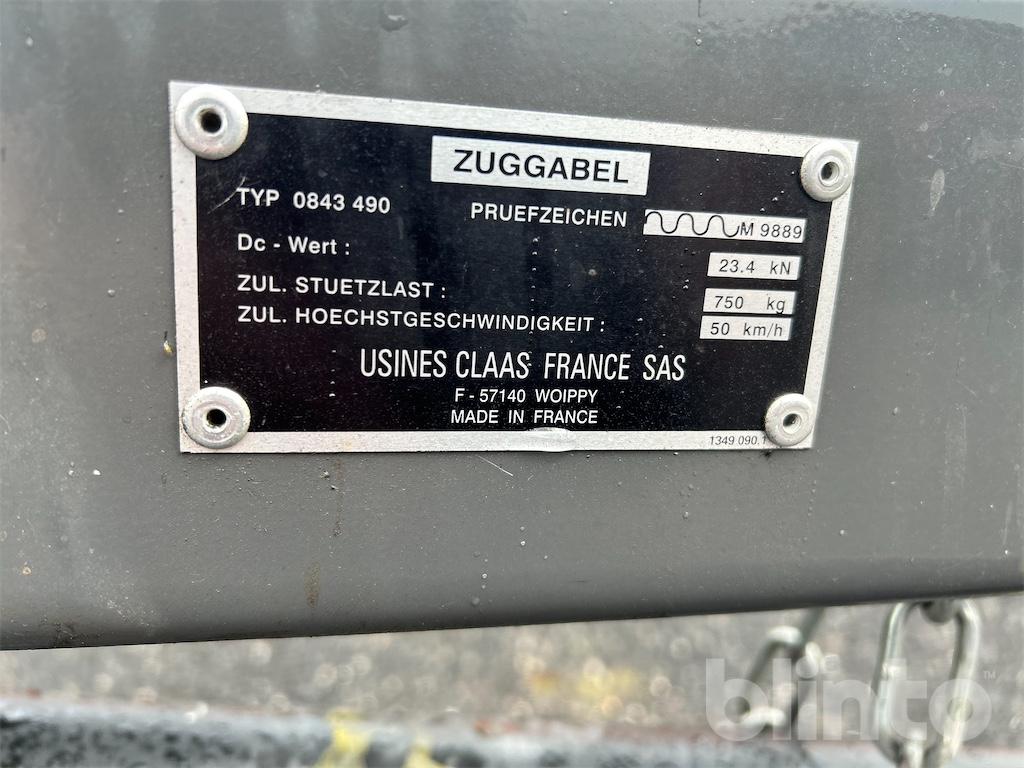 ZUGGABEL
TYP 0843 490 PRUEFZEICHEN M 9889
Dc - Wert : 23.4 kN
ZUL. STUETZLAST : 750 kg
ZUL. HOECHSTGESCHWINDIGKEIT : 50 km/h
USINES CLAAS FRANCE SAS
F - 57140 WOIPPY
MADE IN FRANCE
1349 090.1
blinto™